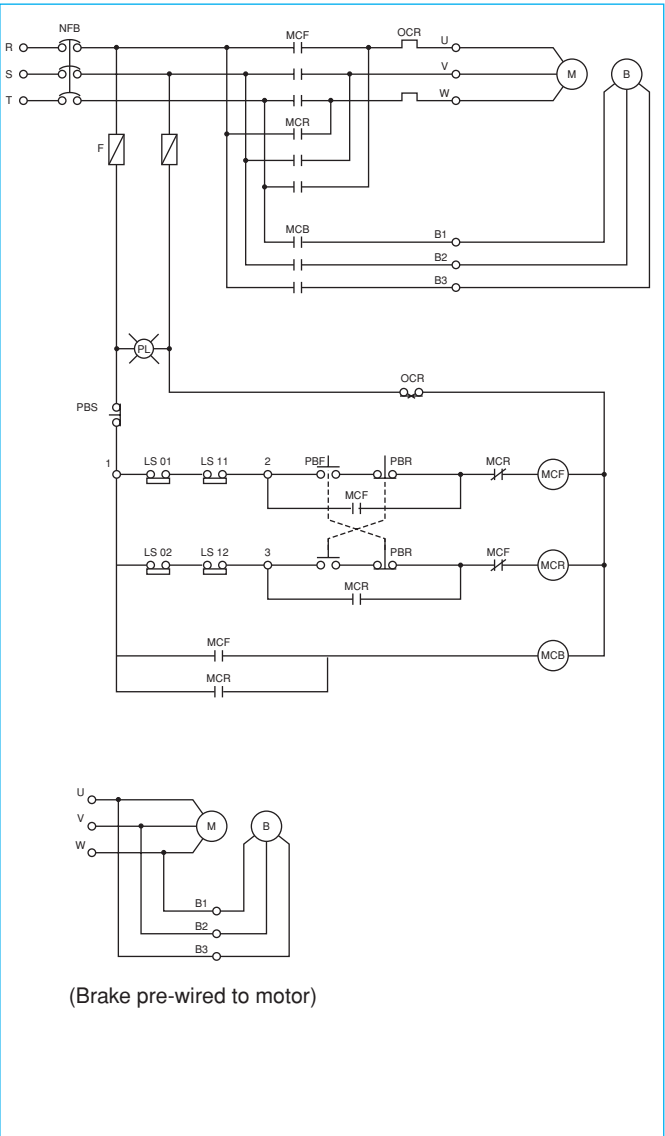 NFB
MCF OCR
R U
S V
M B
T W
MCR
F
MCB B1
B2
B3
PL
OCR
PBS
1 LS 01 LS 11 2 PBF PBR MCR
MCF
MCF
LS 02 LS 12 3 PBR MCF
MCR
MCR
MCF
MCB
MCR
U
V M B
W
B1
B2
B3
(Brake pre-wired to motor)